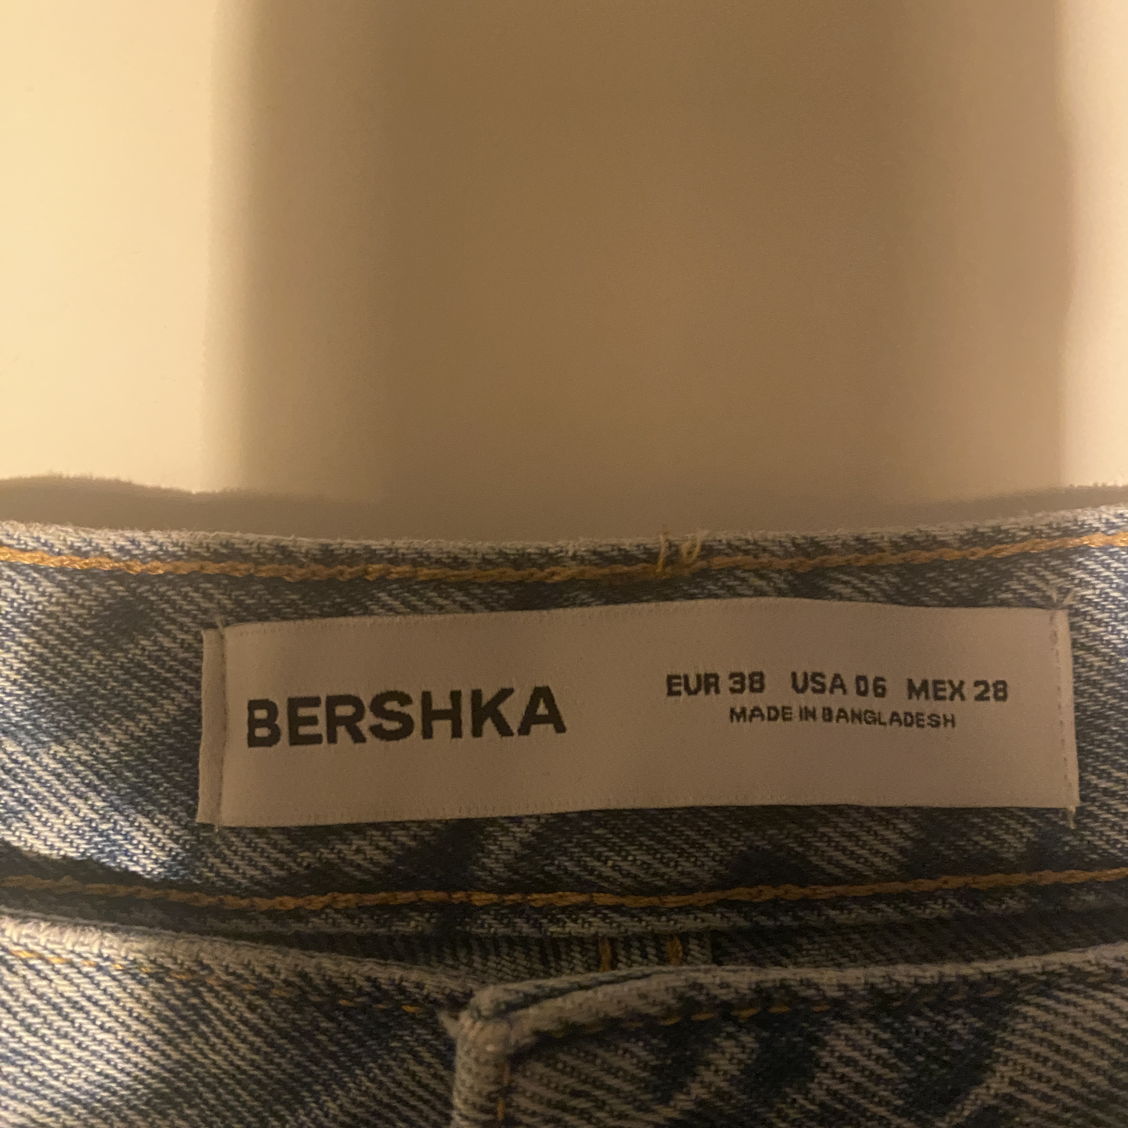 BERSHKA
EUR 38 USA 06 MEX 28
MADE IN BANGLADESH